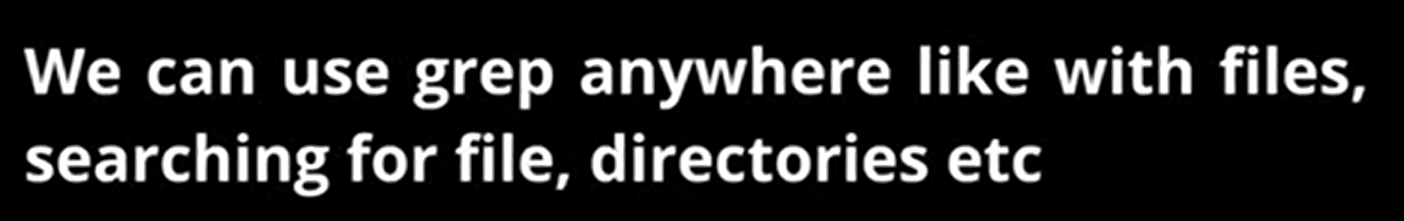 We can use grep anywhere like with files,
searching for file, directories etc